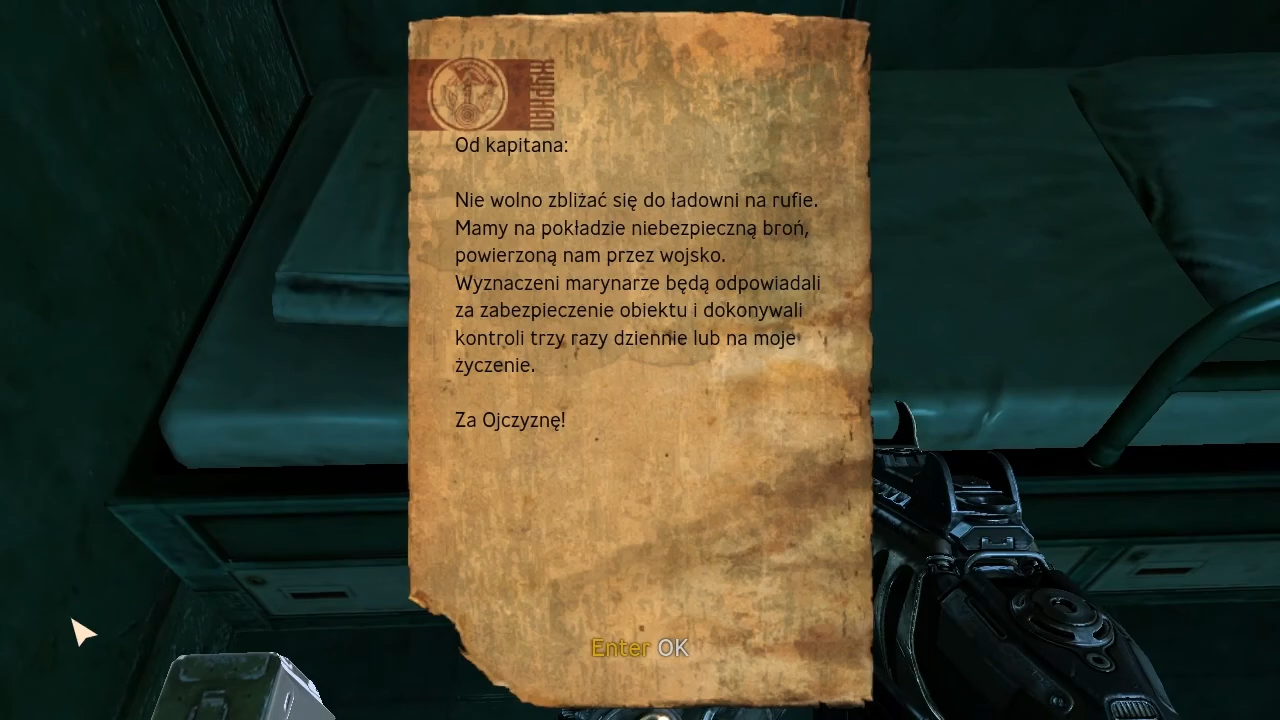 Od kapitana:
Nie wolno zbliżać się do ładowni na rufie.
Mamy na pokładzie niebezpieczną broń,
powierzoną nam przez wojsko.
Wyznaczeni marynarze będą odpowiadali
za zabezpieczenie obiektu i dokonywali
kontroli trzy razy dziennie lub na moje
życzenie.
Za Ojczyznę!
Enter OK